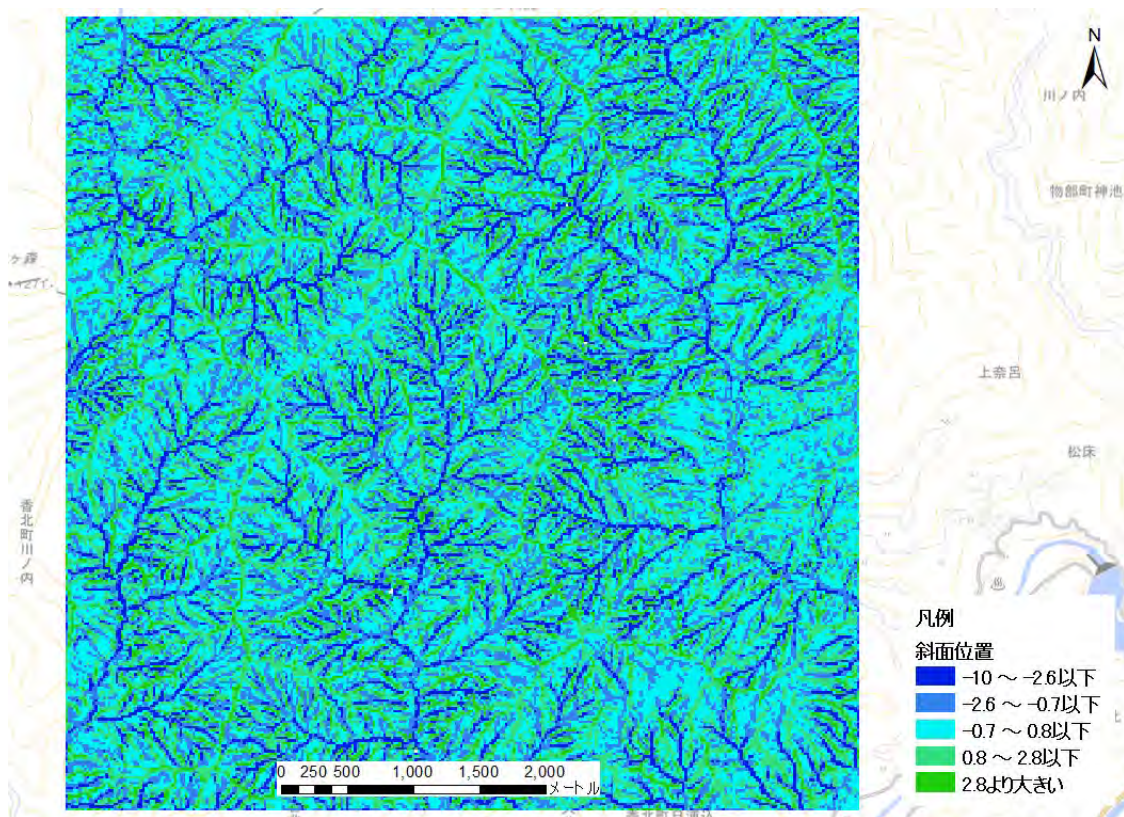 N
川ノ内
物部町神池
ヶ森
上奈呂
松床
香北町川ノ内
凡例
斜面位置
-10 ～ -2.6以下
-2.6 ～ -0.7以下
-0.7 ～ 0.8以下
0.8 ～ 2.8以下
2.8より大きい
0 250 500 1,000 1,500 2,000
メートル